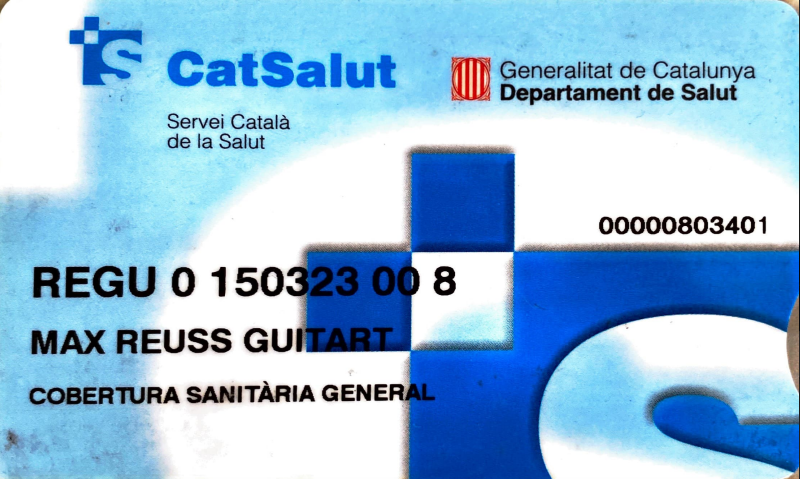 CatSalut
Servei Català
de la Salut
Generalitat de Catalunya
Departament de Salut
00000803401
REGU 0 150323 00 8
MAX REUSS GUITART
COBERTURA SANITÀRIA GENERAL